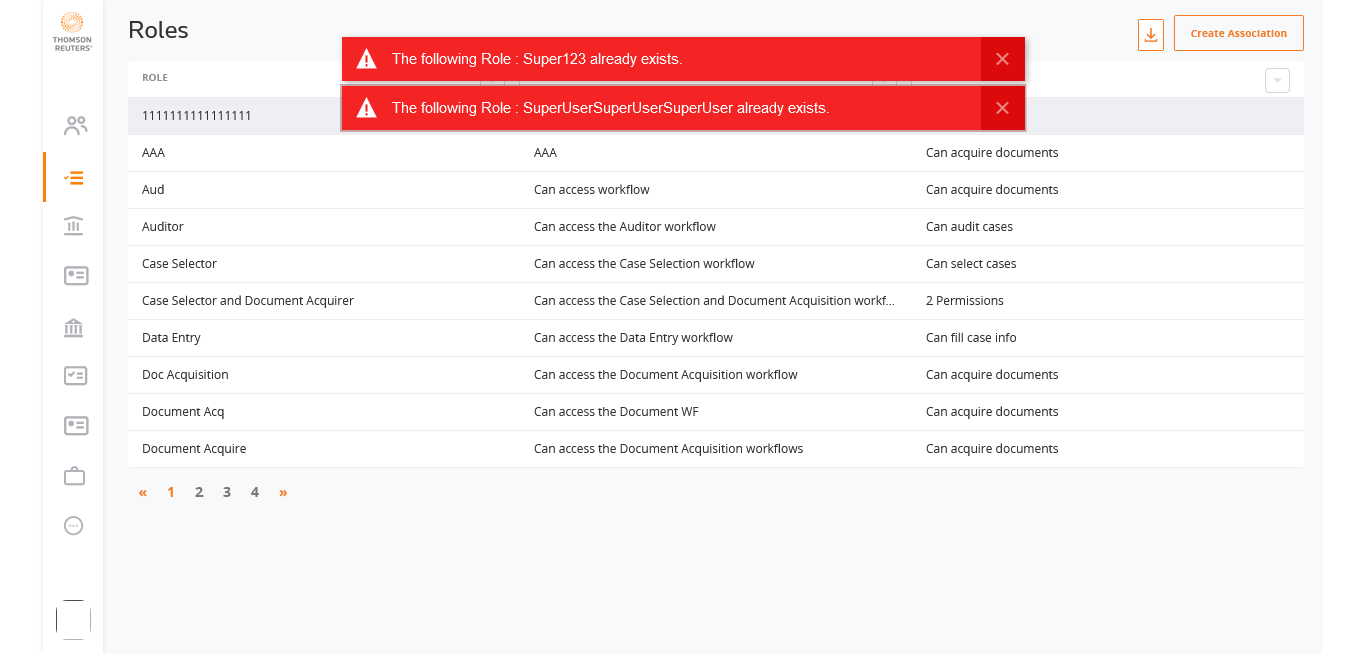 THOMSON
REUTERS®
Roles
Create Association
The following Role : Super123 already exists.
The following Role : SuperUserSuperUserSuperUser already exists.
ROLE
1111111111111111
AAA AAA Can acquire documents
Aud Can access workflow Can acquire documents
Auditor Can access the Auditor workflow Can audit cases
Case Selector Can access the Case Selection workflow Can select cases
Case Selector and Document Acquirer Can access the Case Selection and Document Acquisition workf... 2 Permissions
Data Entry Can access the Data Entry workflow Can fill case info
Doc Acquisition Can access the Document Acquisition workflow Can acquire documents
Document Acq Can access the Document WF Can acquire documents
Document Acquire Can access the Document Acquisition workflows Can acquire documents
« 1 2 3 4 »